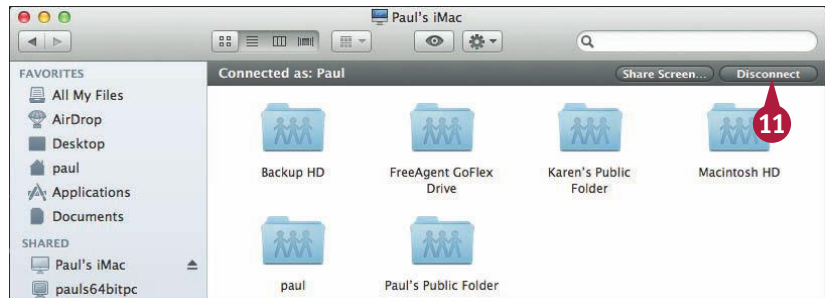 Paul's iMac
FAVORITES
All My Files
AirDrop
Desktop
paul
Applications
Documents
SHARED
Paul's iMac
pauls64bitpc
Connected as: Paul
Share Screen...
Disconnect
11
Backup HD
FreeAgent GoFlex
Drive
Karen's Public
Folder
Macintosh HD
paul
Paul's Public Folder